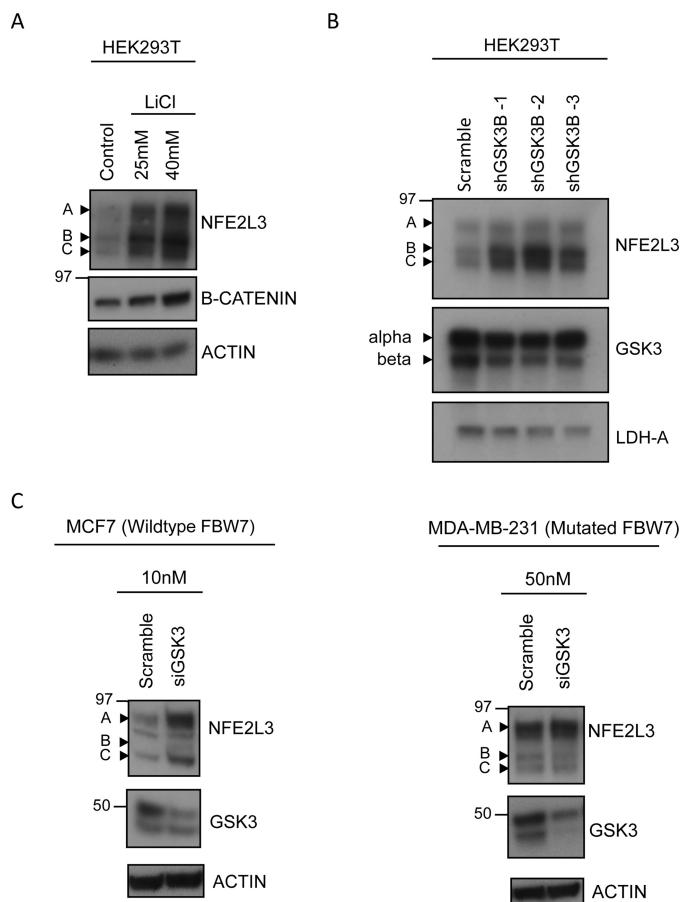 A
HEK293T
LiCl
Control
25mM
40mM
A
B
C
NFE2L3
97
B-CATENIN
ACTIN
B
HEK293T
Scramble
shGSK3B -1
shGSK3B -2
shGSK3B -3
97
A
B
C
NFE2L3
alpha
beta
GSK3
LDH-A
C
MCF7 (Wildtype FBW7)
10nM
Scramble
siGSK3
97
A
B
C
NFE2L3
50
GSK3
ACTIN
MDA-MB-231 (Mutated FBW7)
50nM
Scramble
siGSK3
97
A
B
C
NFE2L3
50
GSK3
ACTIN